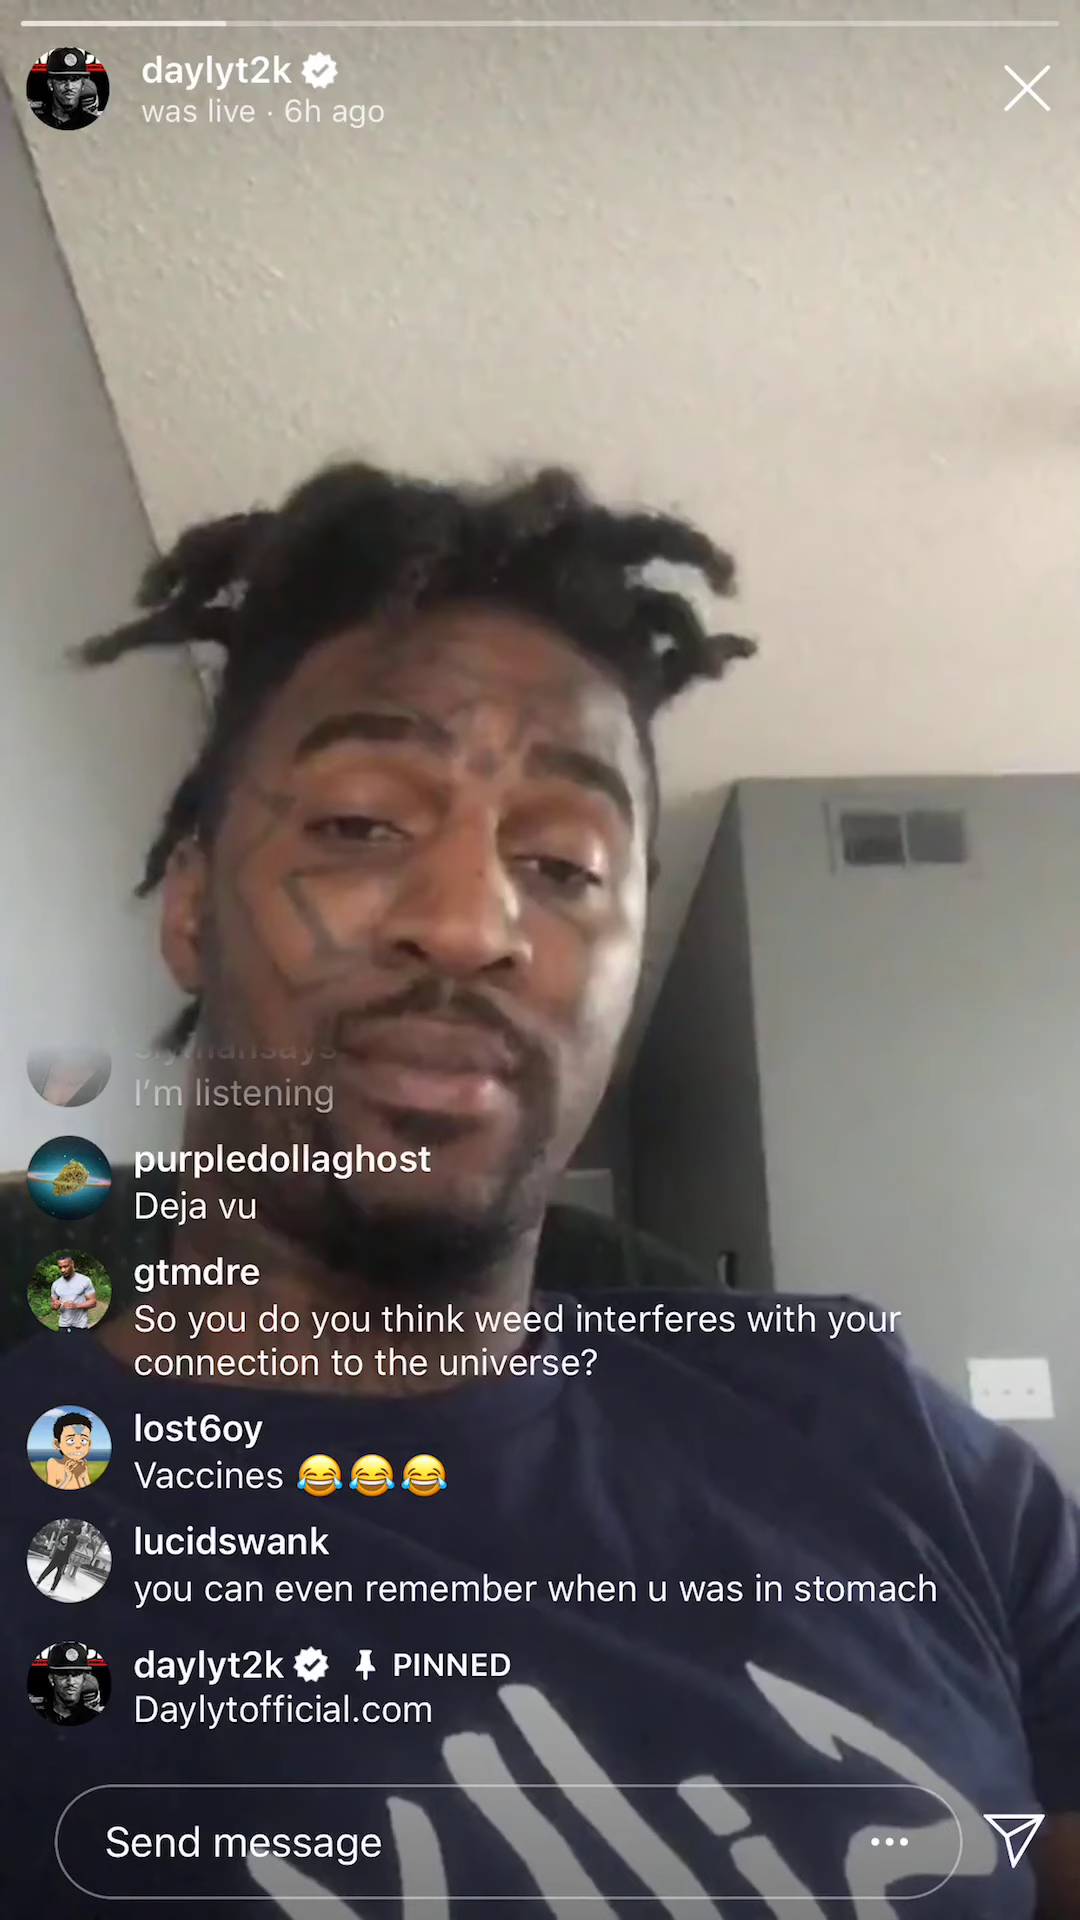 daylyt2k
was live · 6h ago
I'm listening
purpledollaghost
Deja vu
gtmdre
So you do you think weed interferes with your
connection to the universe?
lost6oy
Vaccines 😂😂😂
lucidswank
you can even remember when u was in stomach
daylyt2k PINNED
Daylytofficial.com
Send message